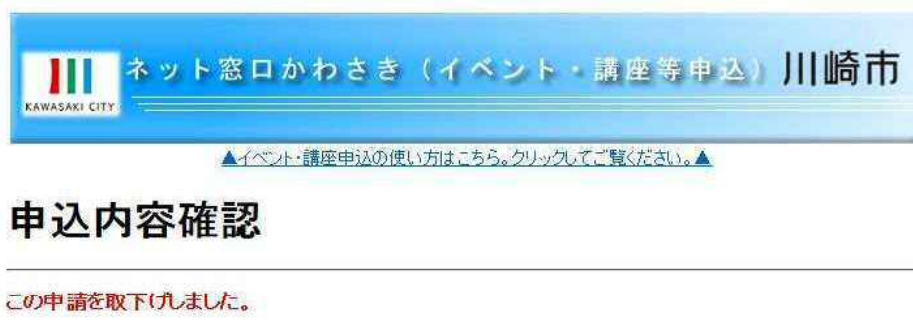 ネット窓口かわさき（イベント・講座等申込） 川崎市
KAWASAKI CITY
▲イベント・講座申込の使い方はこちら。クリックしてご覧ください。▲
申込内容確認
この申請を取下げしました。